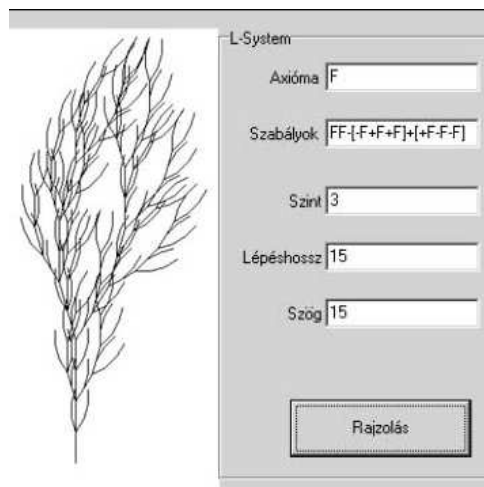 L-System
Axióma F
Szabályok FF-[-F+F+F]+[+F-F-F]
Szint 3
Lépéshossz 15
Szög 15
Rajzolás